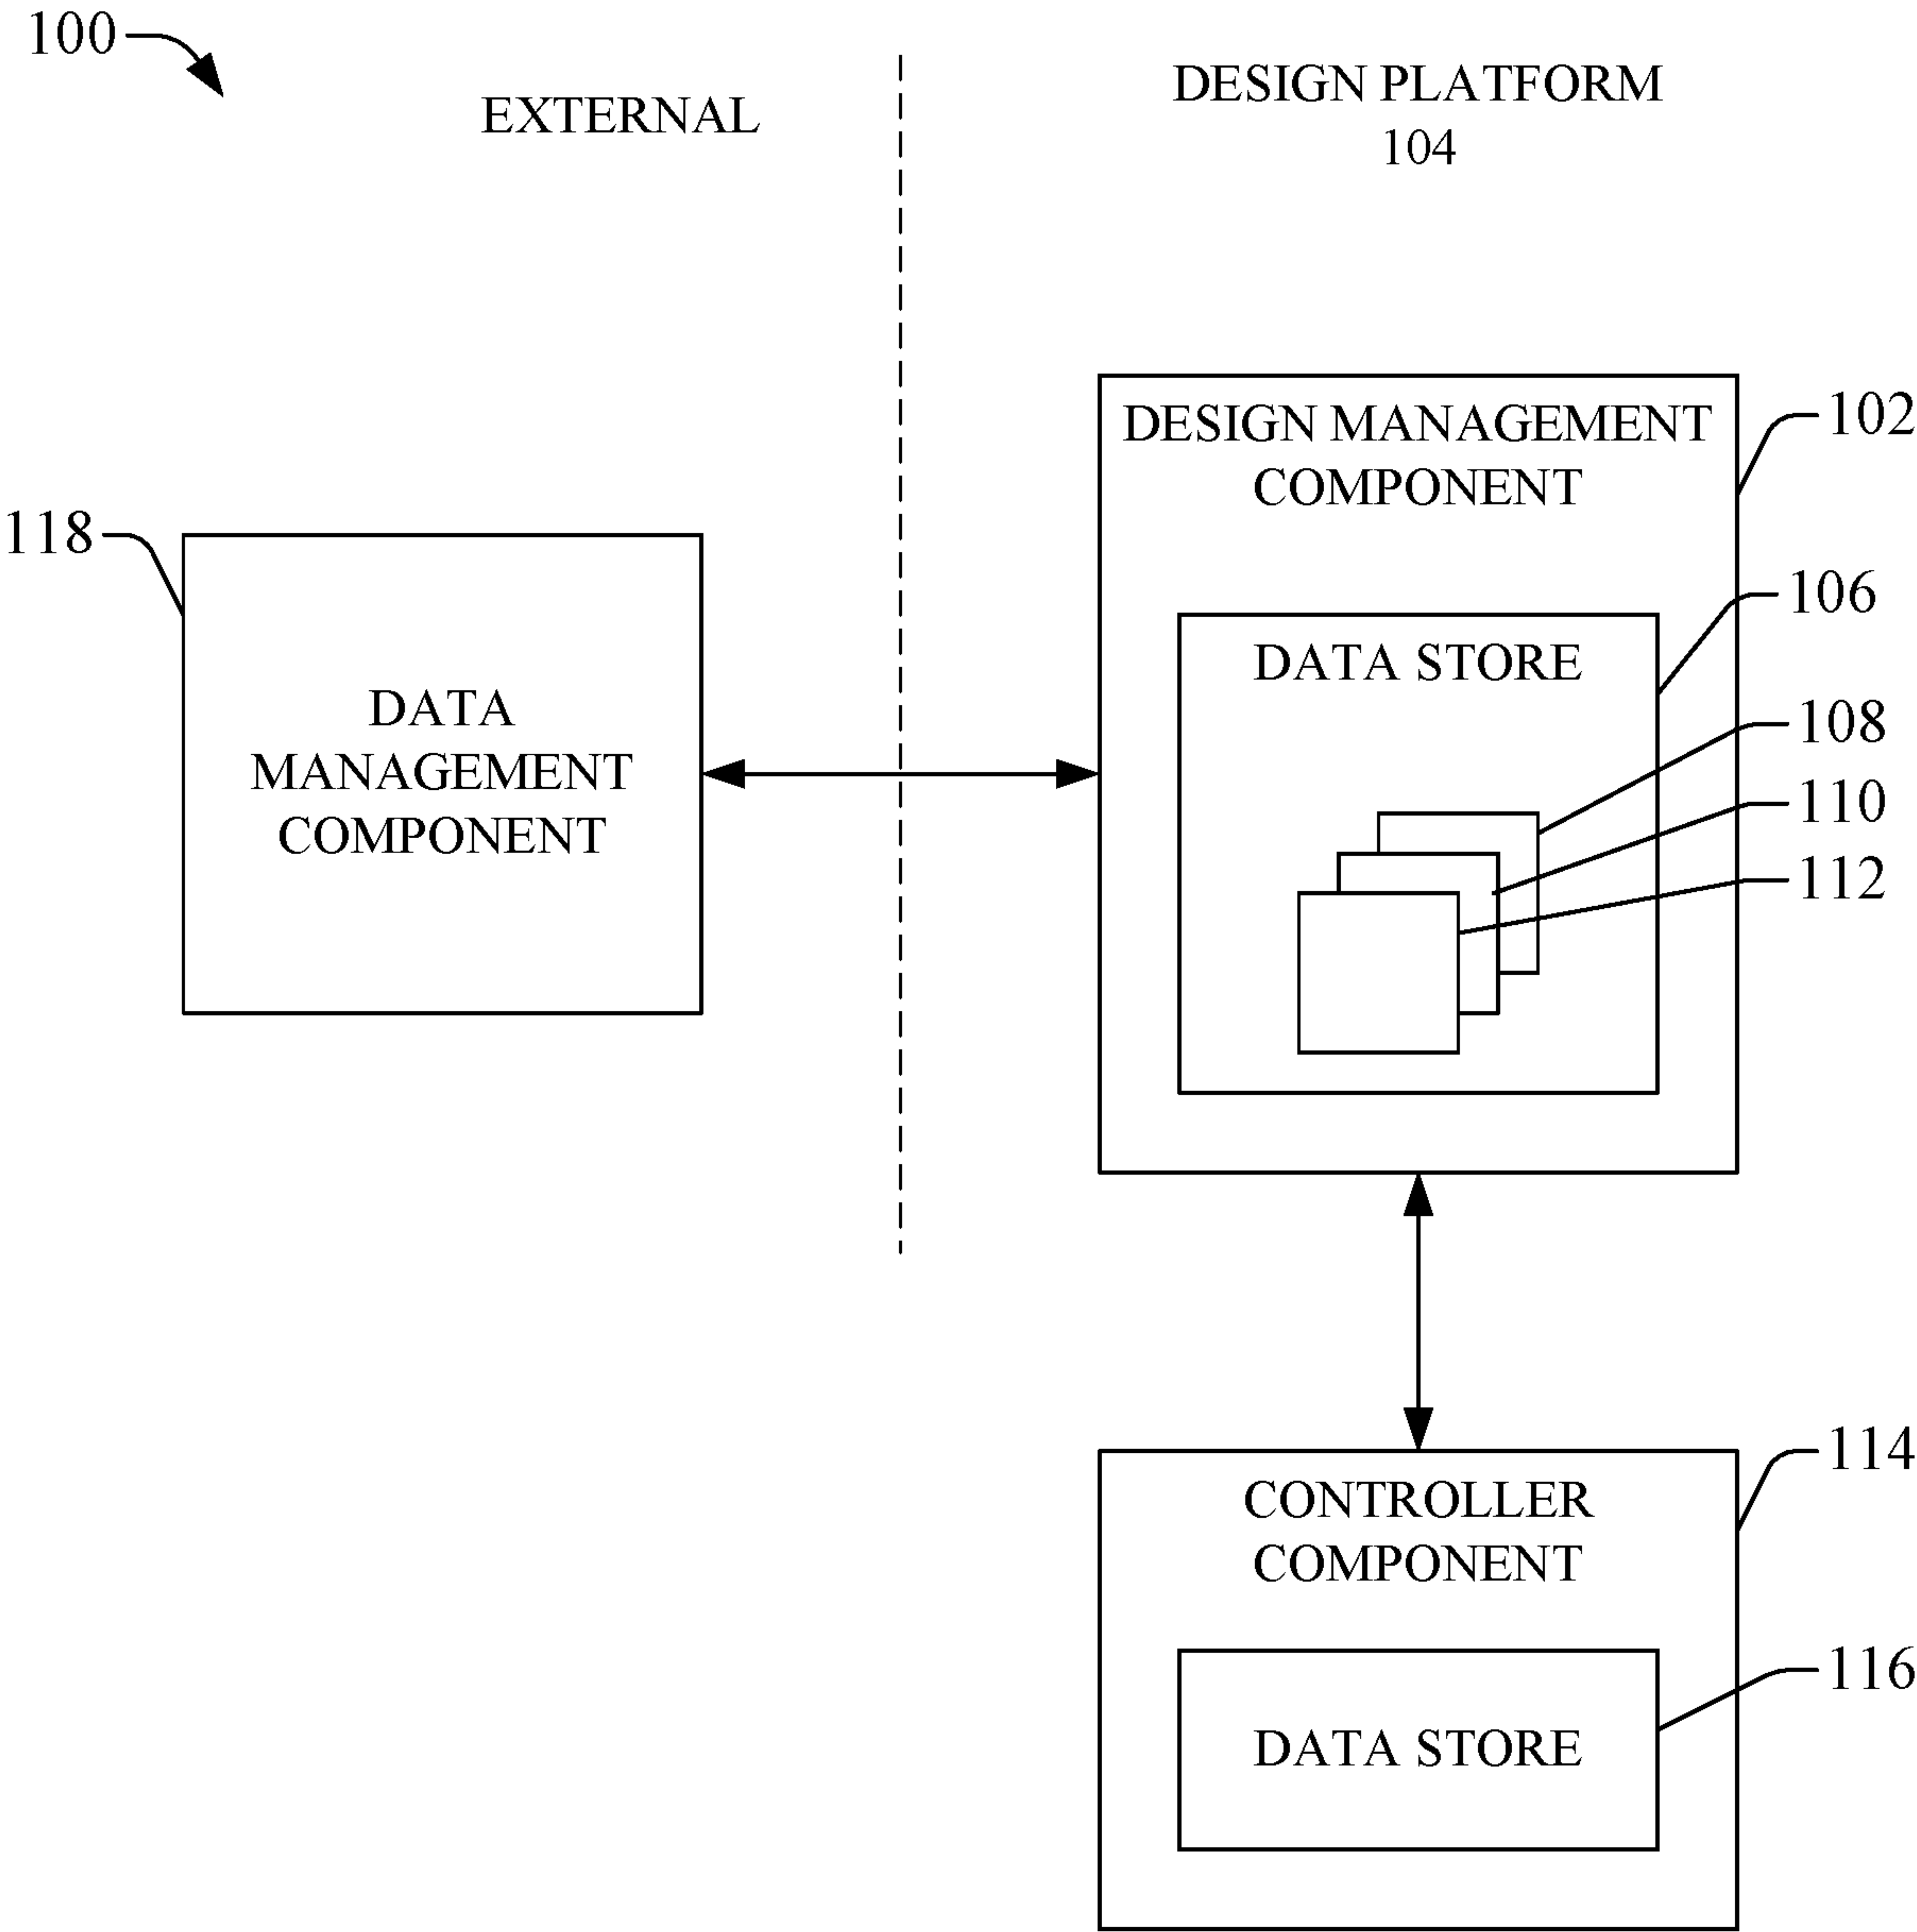 100
EXTERNAL
DESIGN PLATFORM
104
DESIGN MANAGEMENT
COMPONENT
102
118
DATA
MANAGEMENT
COMPONENT
106
DATA STORE
108
110
112
114
CONTROLLER
COMPONENT
116
DATA STORE